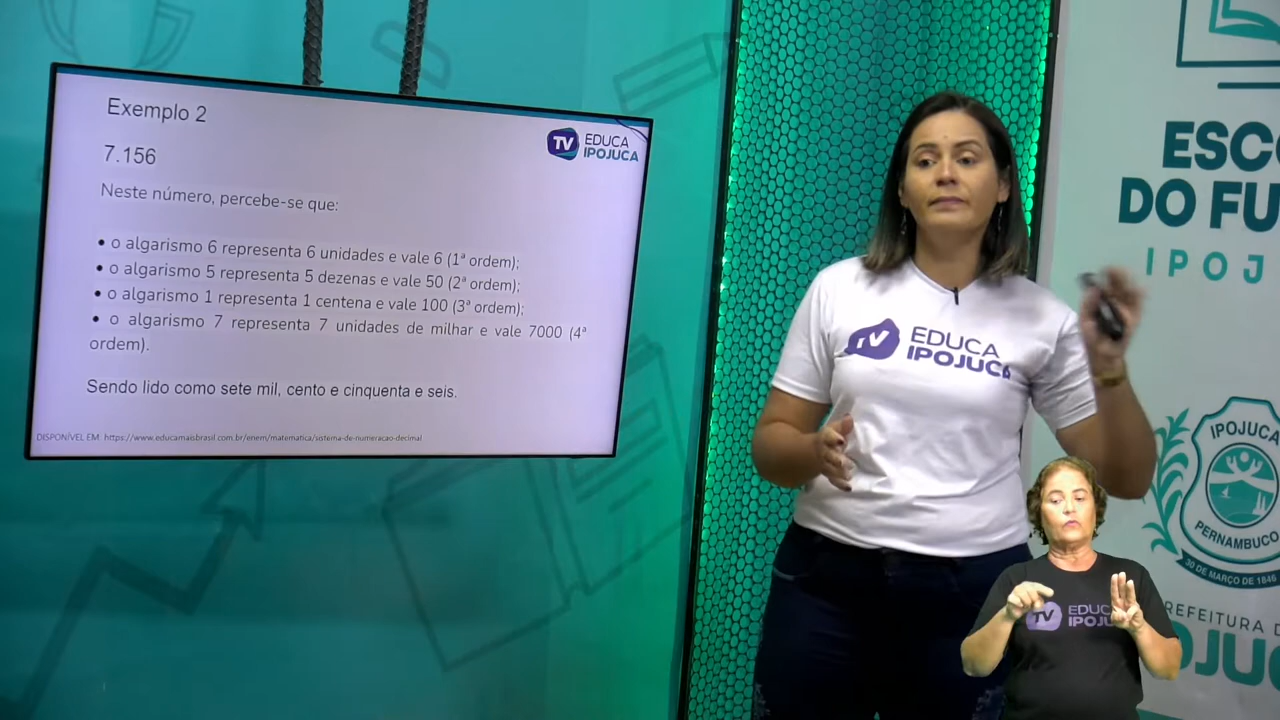 Exemplo 2
TV EDUCA
IPOJUCA
7.156
Neste número, percebe-se que:
• o algarismo 6 representa 6 unidades e vale 6 (1ª ordem);
• o algarismo 5 representa 5 dezenas e vale 50 (2ª ordem);
• o algarismo 1 representa 1 centena e vale 100 (3ª ordem);
• o algarismo 7 representa 7 unidades de milhar e vale 7000 (4ª
ordem).
Sendo lido como sete mil, cento e cinquenta e seis.
DISPONÍVEL EM: https://www.educamaisbrasil.com.br/enem/matematica/sistema-de-numeracao-decimal
TV EDUCA
IPOJUCA
ESCO
DO FU
IPOJ
IPOJUCA
PERNAMBUCO
30 DE MARÇO DE 1846
REFEITURA D
OJUC
TV EDUC
IPOJU